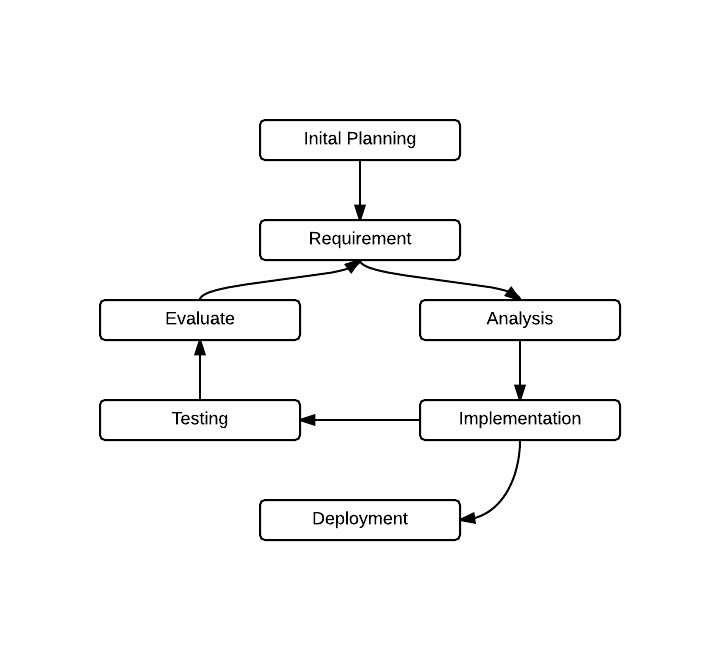 Inital Planning
Requirement
Evaluate
Analysis
Testing
Implementation
Deployment